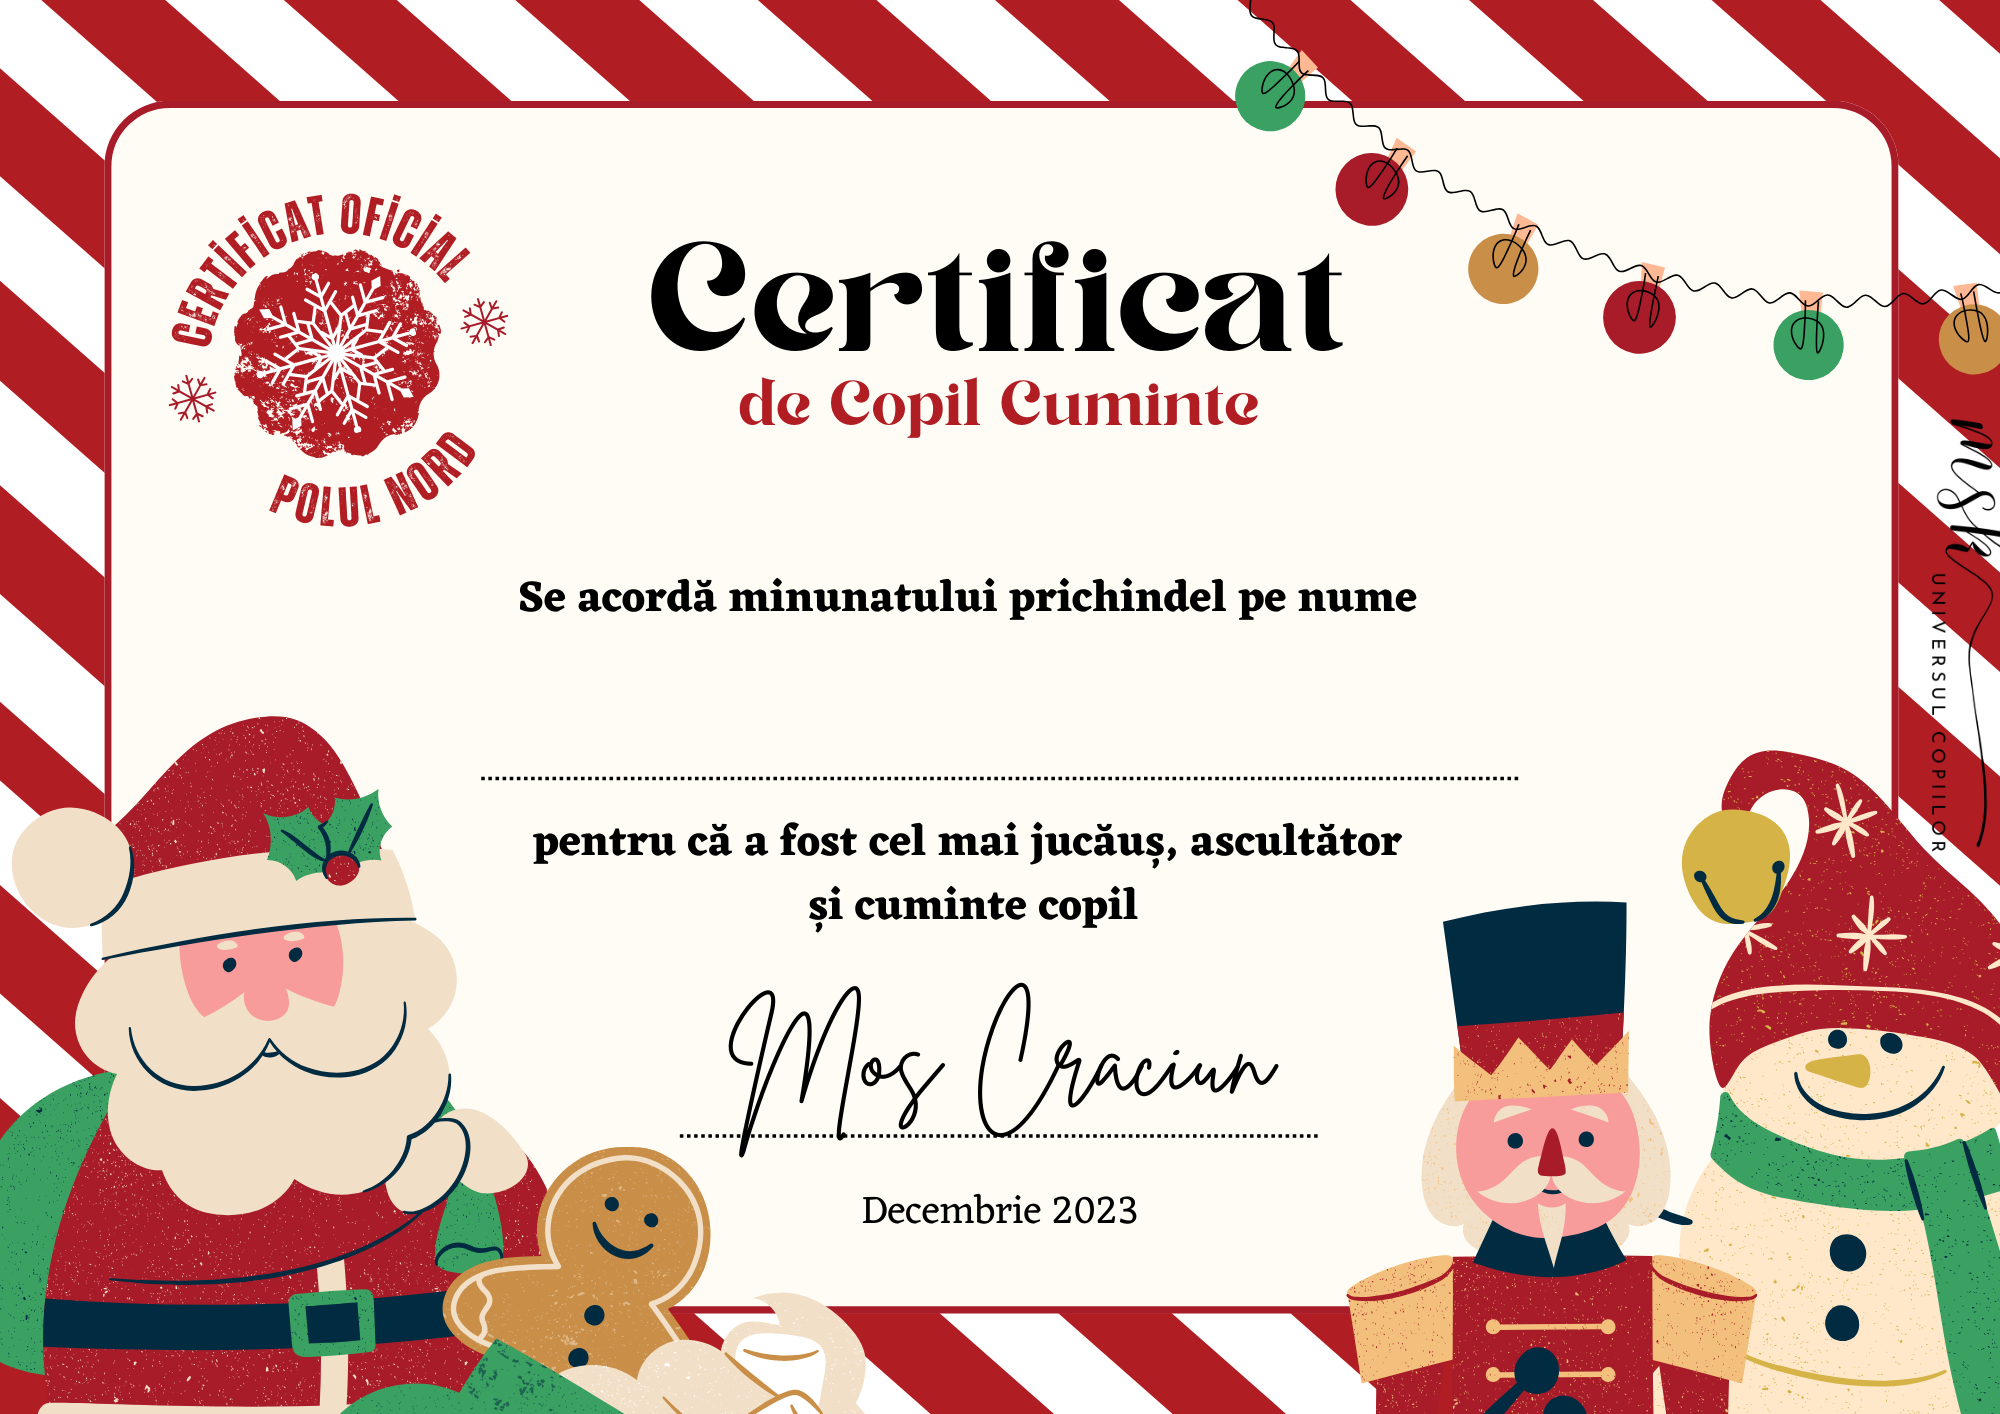 CERTIFICAT OFICIAL
POLUL NORD
Certificat
de Copil Cuminte
Se acordă minunatului prichindel pe nume
pentru că a fost cel mai jucăuș, ascultător
și cuminte copil
Mos Craciun
Decembrie 2023
msk
UNIVERSUL COPIILOR